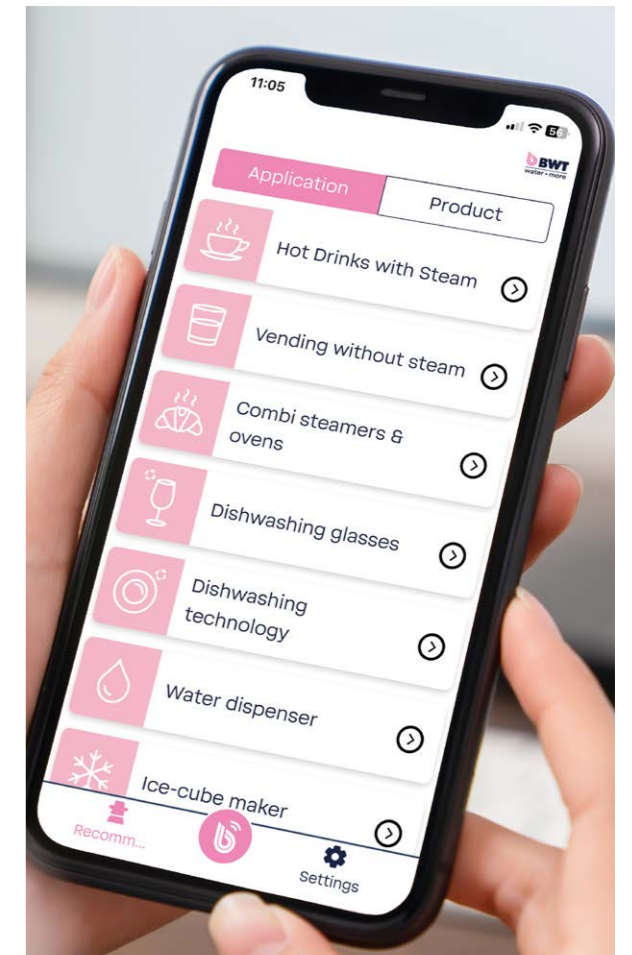 11:05
56
BWT
water + more
Application
Product
Hot Drinks with Steam
Vending without steam
Combi steamers &
ovens
Dishwashing glasses
Dishwashing
technology
Water dispenser
Ice-cube maker
Recomm...
Settings